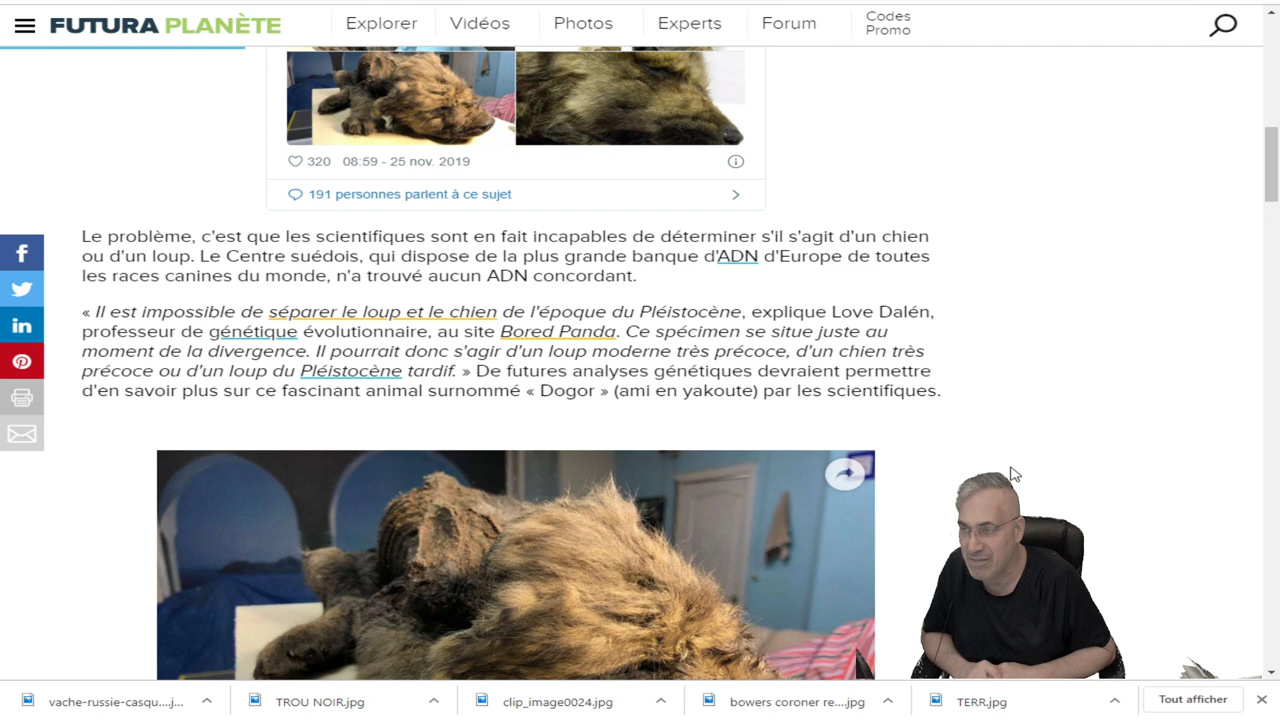 FUTURA PLANÈTE
Explorer
Vidéos
Photos
Experts
Forum
Codes
Promo
320 08:59 - 25 nov. 2019
191 personnes parlent à ce sujet
Le problème, c'est que les scientifiques sont en fait incapables de déterminer s'il s'agit d'un chien
ou d'un loup. Le Centre suédois, qui dispose de la plus grande banque d'ADN d'Europe de toutes
les races canines du monde, n'a trouvé aucun ADN concordant.
« Il est impossible de séparer le loup et le chien de l'époque du Pléistocène, explique Love Dalén,
professeur de génétique évolutionnaire, au site Bored Panda. Ce spécimen se situe juste au
moment de la divergence. Il pourrait donc s'agir d'un loup moderne très précoce, d'un chien très
précoce ou d'un loup du Pléistocène tardif. » De futures analyses génétiques devraient permettre
d'en savoir plus sur ce fascinant animal surnommé « Dogor » (ami en yakoute) par les scientifiques.
vache-russie-casqu....j...
TROU NOIR.jpg
clip_image0024.jpg
bowers coroner re....jpg
TERR.jpg
Tout afficher